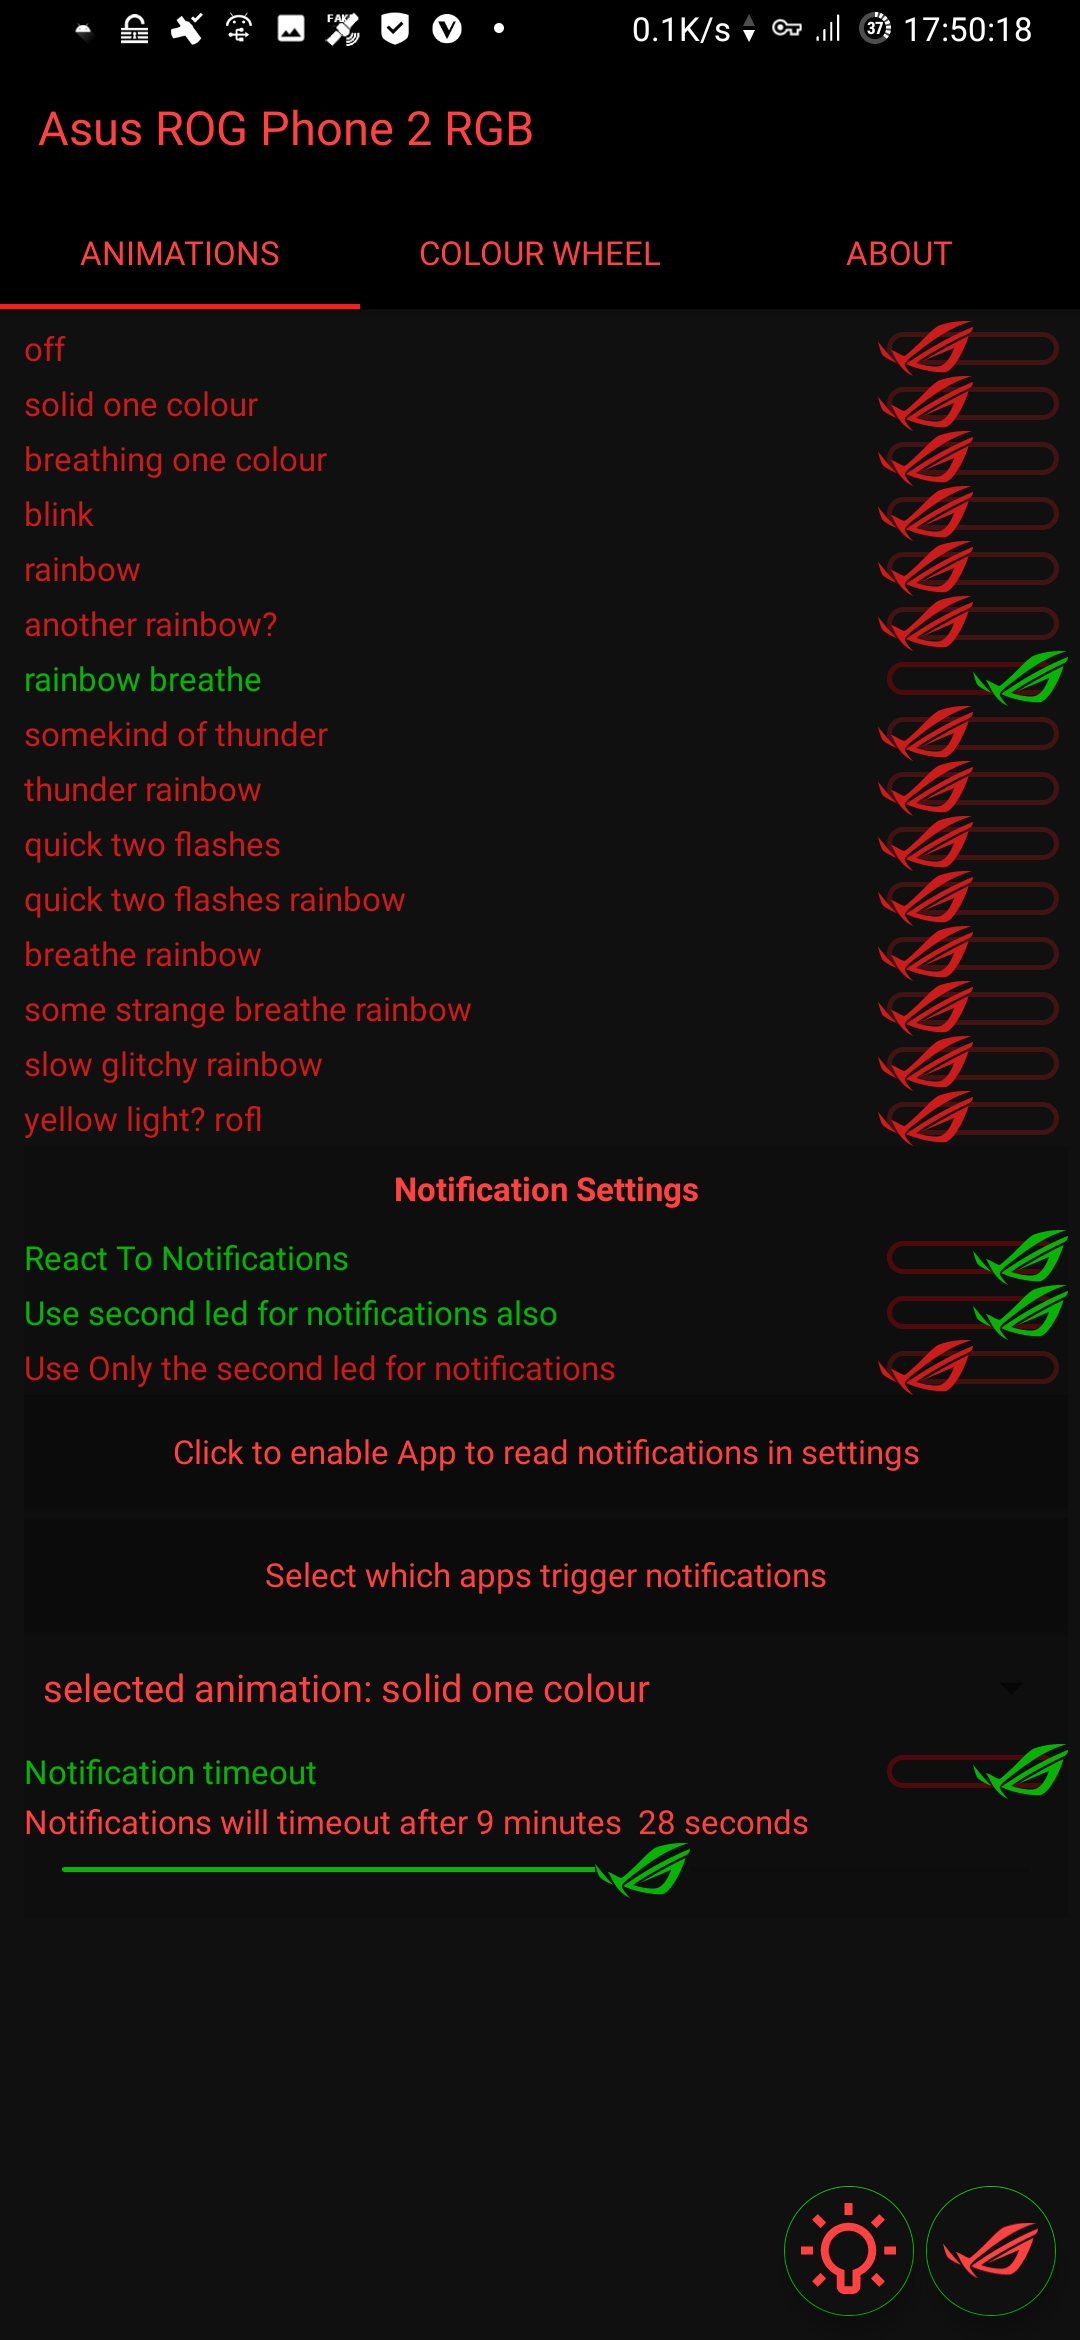 FAKE
0.1K/s
37
17:50:18
Asus ROG Phone 2 RGB
ANIMATIONS
COLOUR WHEEL
ABOUT
off
solid one colour
breathing one colour
blink
rainbow
another rainbow?
rainbow breathe
somekind of thunder
thunder rainbow
quick two flashes
quick two flashes rainbow
breathe rainbow
some strange breathe rainbow
slow glitchy rainbow
yellow light? rofl
Notification Settings
React To Notifications
Use second led for notifications also
Use Only the second led for notifications
Click to enable App to read notifications in settings
Select which apps trigger notifications
selected animation: solid one colour
Notification timeout
Notifications will timeout after 9 minutes  28 seconds